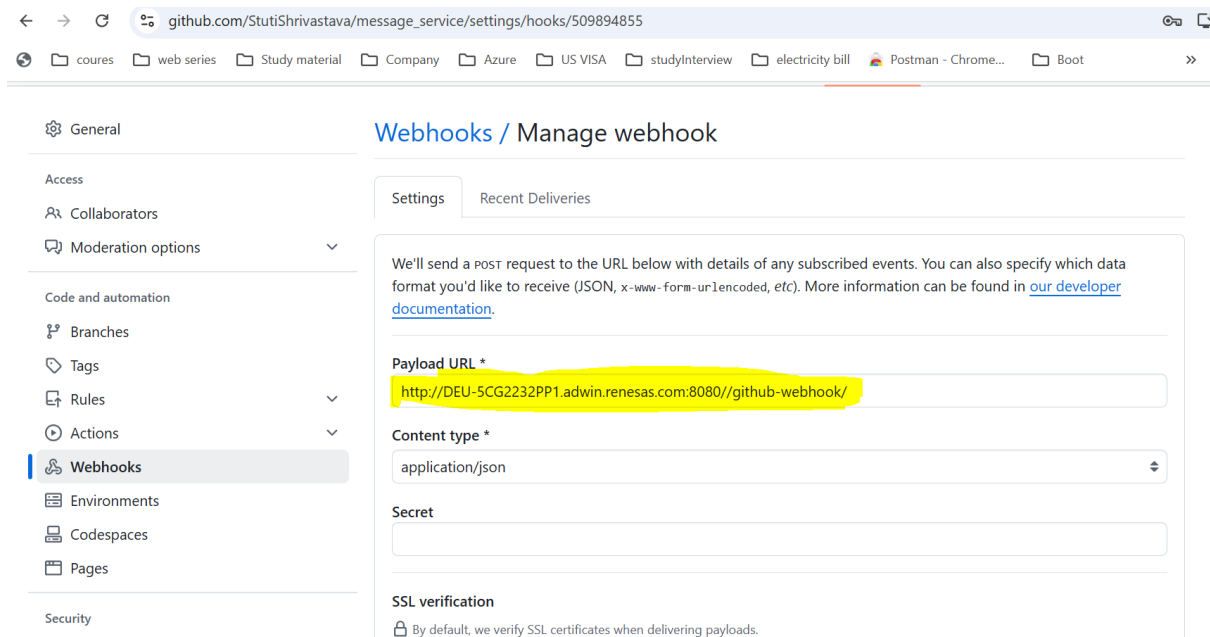 github.com/StutiShrivastava/message_service/settings/hooks/509894855
coures web series Study material Company Azure US VISA studyInterview electricity bill Postman - Chrome... Boot »
General
Access
Collaborators
Moderation options
Code and automation
Branches
Tags
Rules
Actions
Webhooks
Environments
Codespaces
Pages
Security
Webhooks / Manage webhook
Settings Recent Deliveries
We'll send a POST request to the URL below with details of any subscribed events. You can also specify which data
format you'd like to receive (JSON, x-www-form-urlencoded, etc). More information can be found in our developer
documentation.
Payload URL *
http://DEU-5CG2232PP1.adwin.renesas.com:8080//github-webhook/
Content type *
application/json
Secret
SSL verification
By default, we verify SSL certificates when delivering payloads.